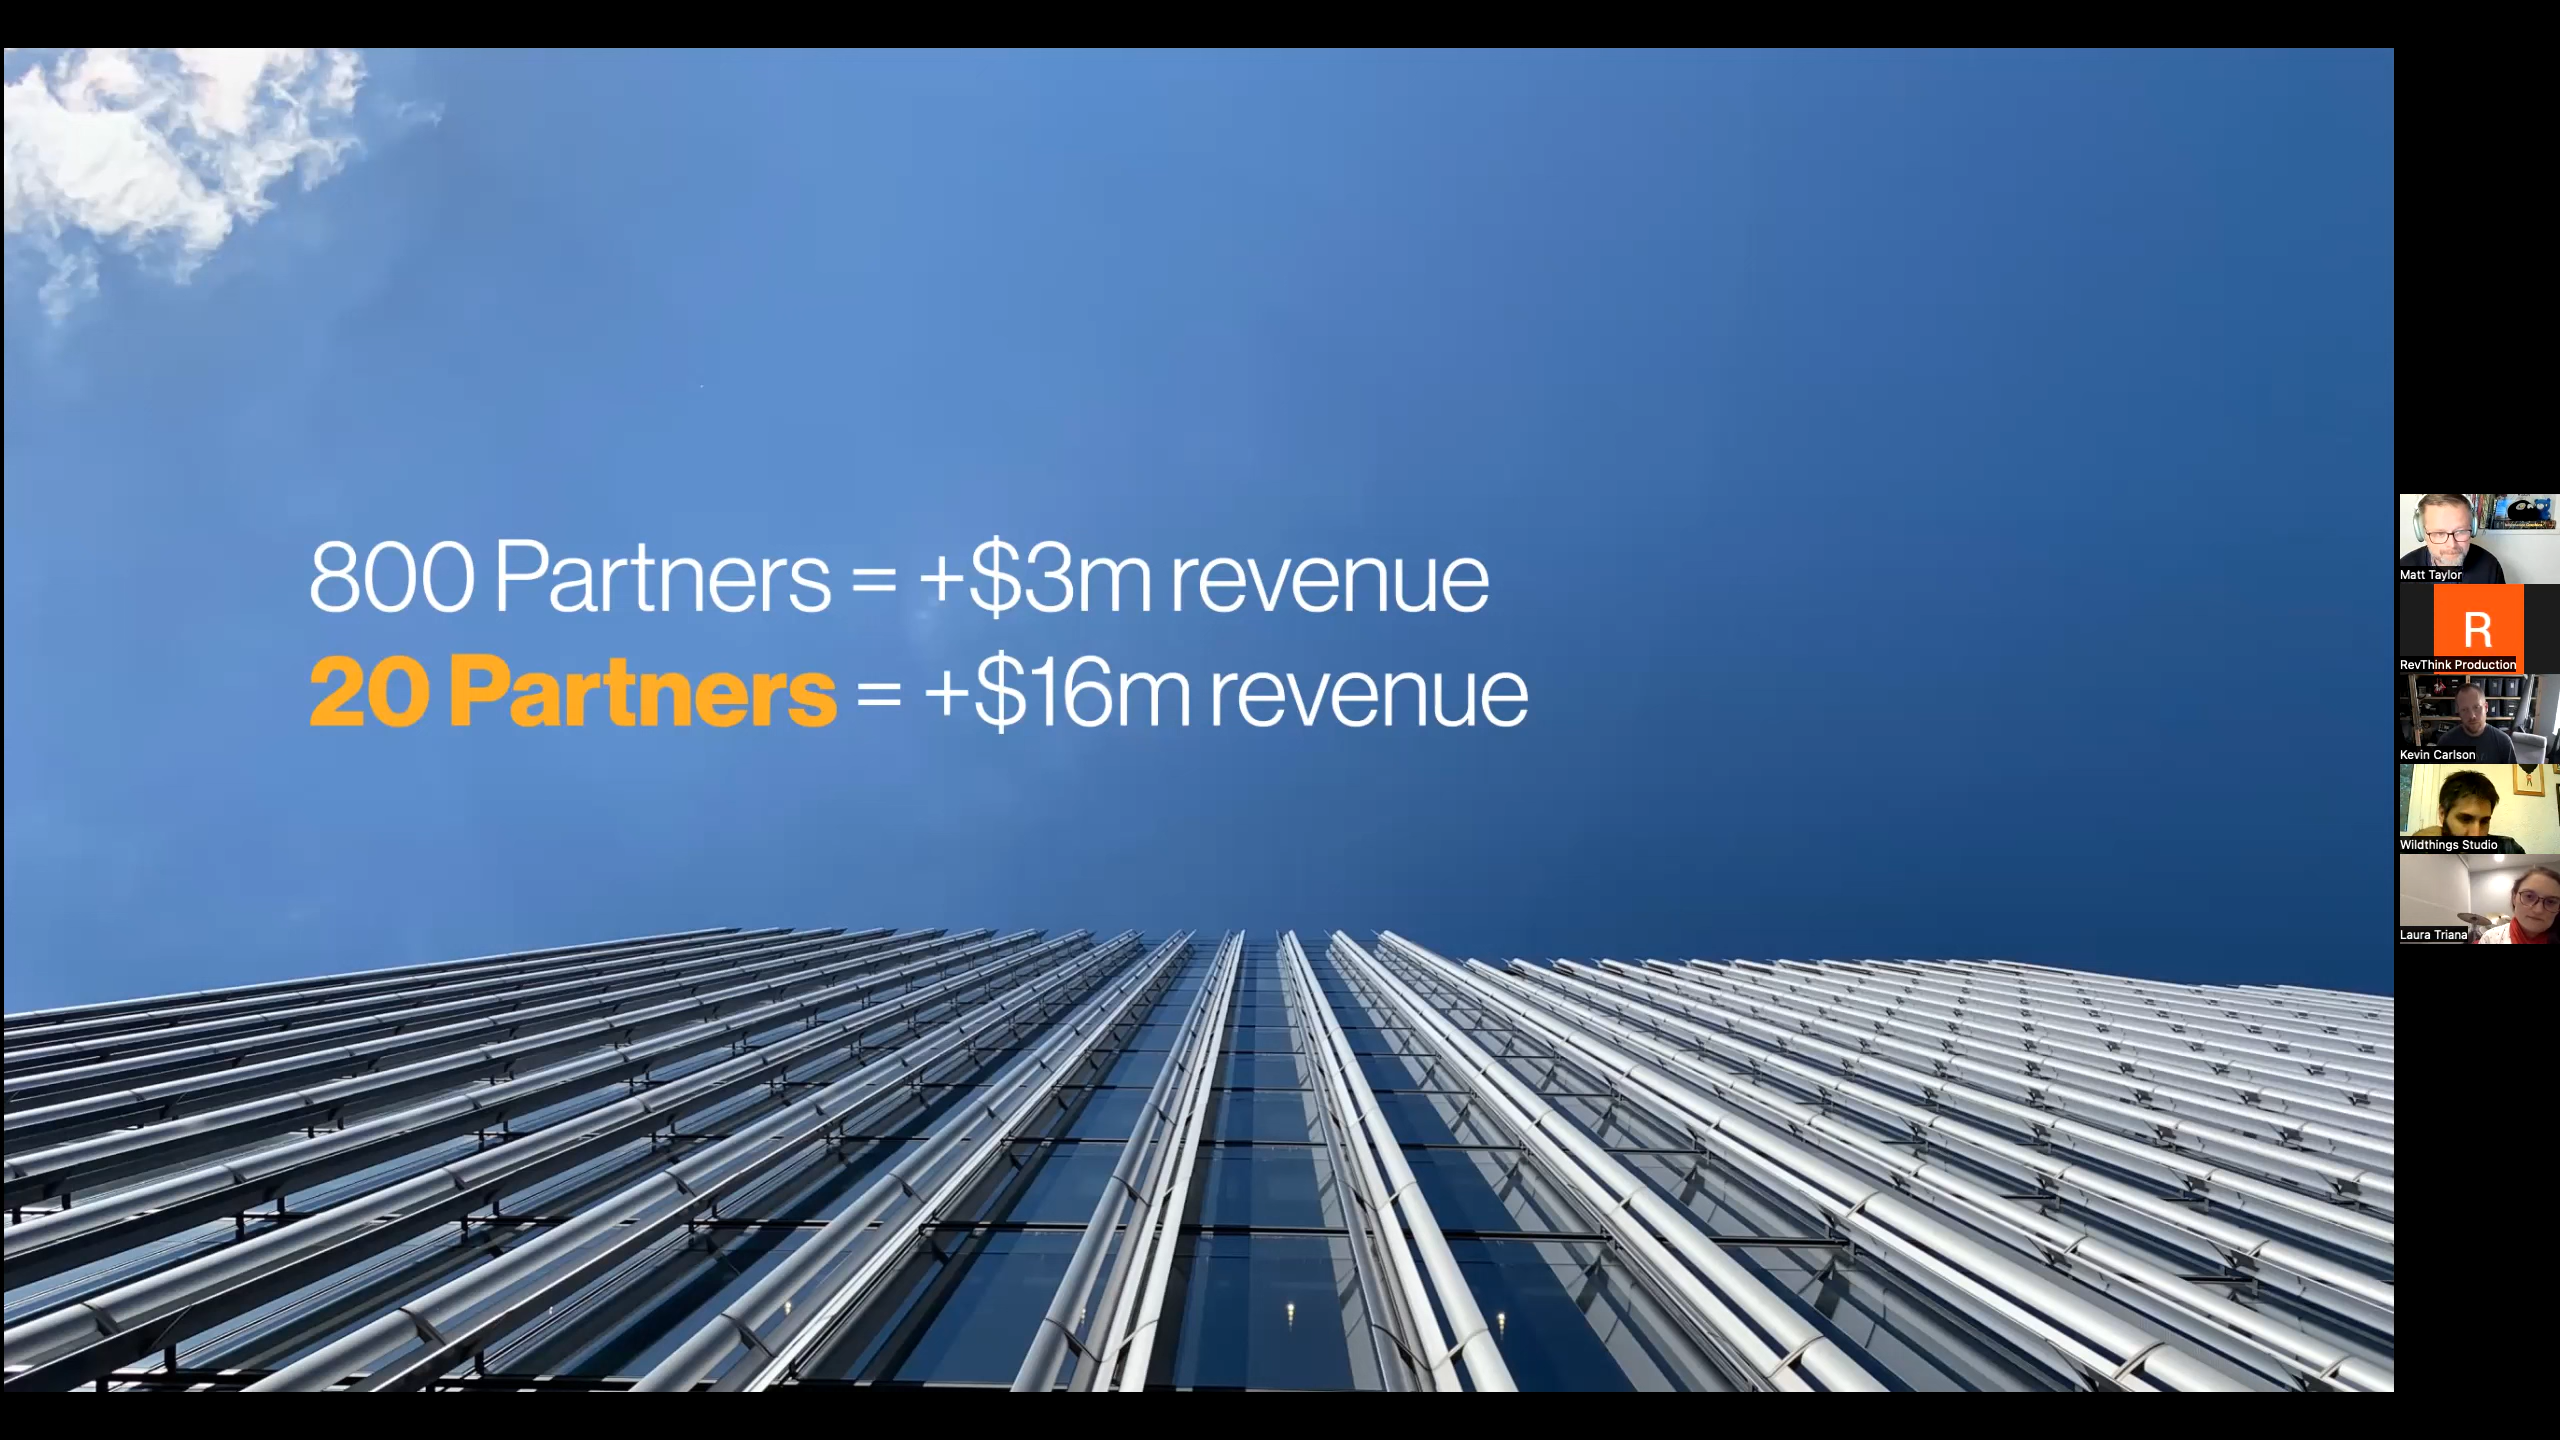 800 Partners = +$3m revenue
20 Partners = +$16m revenue
Matt Taylor
R
RevThink Production
Kevin Carlson
Wildthings Studio
Laura Triana